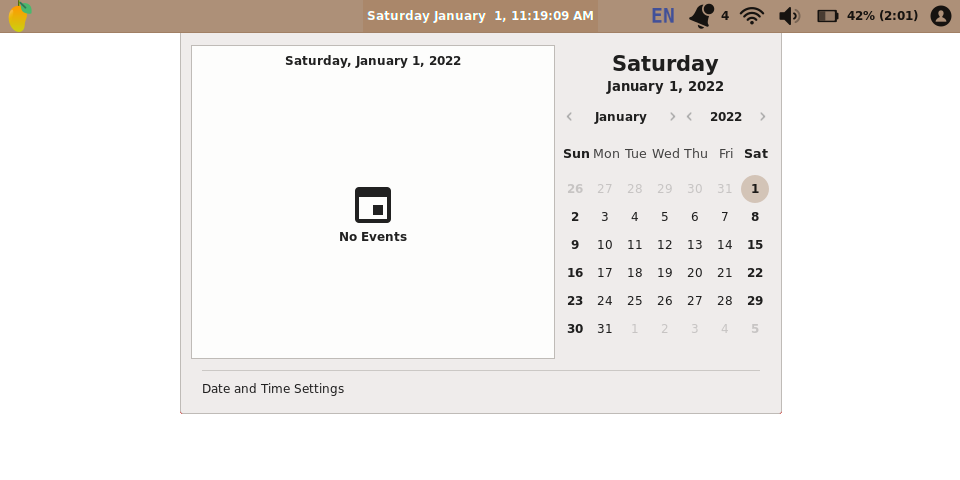 Saturday January  1, 11:19:09 AM
EN
4
42% (2:01)
Saturday, January 1, 2022
No Events
Saturday
January 1, 2022
January
2022
Sun Mon Tue Wed Thu Fri Sat
26 27 28 29 30 31 1
2 3 4 5 6 7 8
9 10 11 12 13 14 15
16 17 18 19 20 21 22
23 24 25 26 27 28 29
30 31 1 2 3 4 5
Date and Time Settings